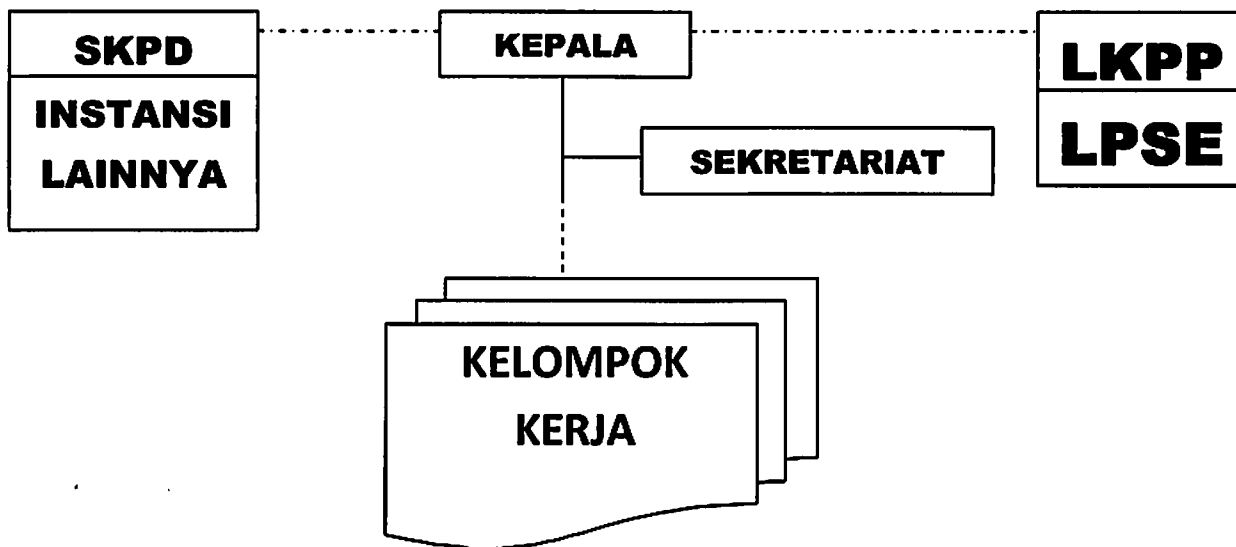 SKPD
INSTANSI
LAINNYA
KEPALA
LKPP
LPSE
SEKRETARIAT
KELOMPOK
KERJA